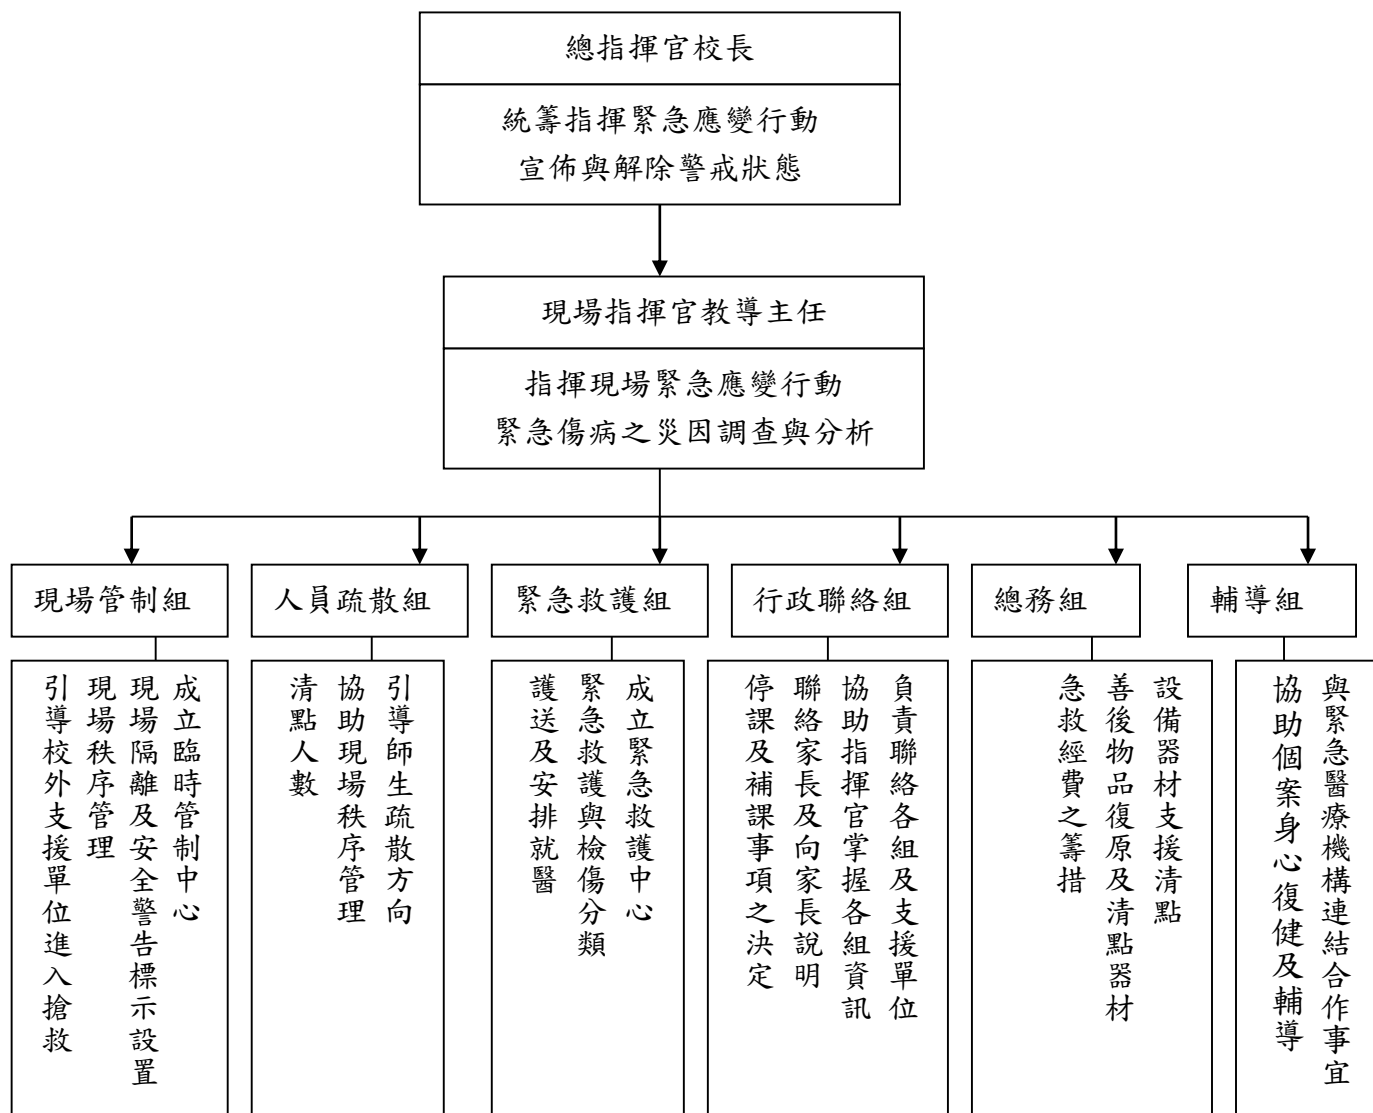 總指揮官校長
統籌指揮緊急應變行動
宣佈與解除警戒狀態
現場指揮官教導主任
指揮現場緊急應變行動
緊急傷病之災因調查與分析
現場管制組
人員疏散組
緊急救護組
行政聯絡組
總務組
輔導組
成立臨時管制中心
現場隔離及安全警告標示設置
現場秩序管理
引導校外支援單位進入搶救
引導師生疏散方向
協助現場秩序管理
清點人數
成立緊急救護中心
緊急救護與檢傷分類
護送及安排就醫
負責聯絡各組及支援單位
協助指揮官掌握各組資訊
聯絡家長及向家長說明
停課及補課事項之決定
設備器材支援清點
善後物品復原及清點器材
急救經費之籌措
與緊急醫療機構連結合作事宜
協助個案身心復健及輔導